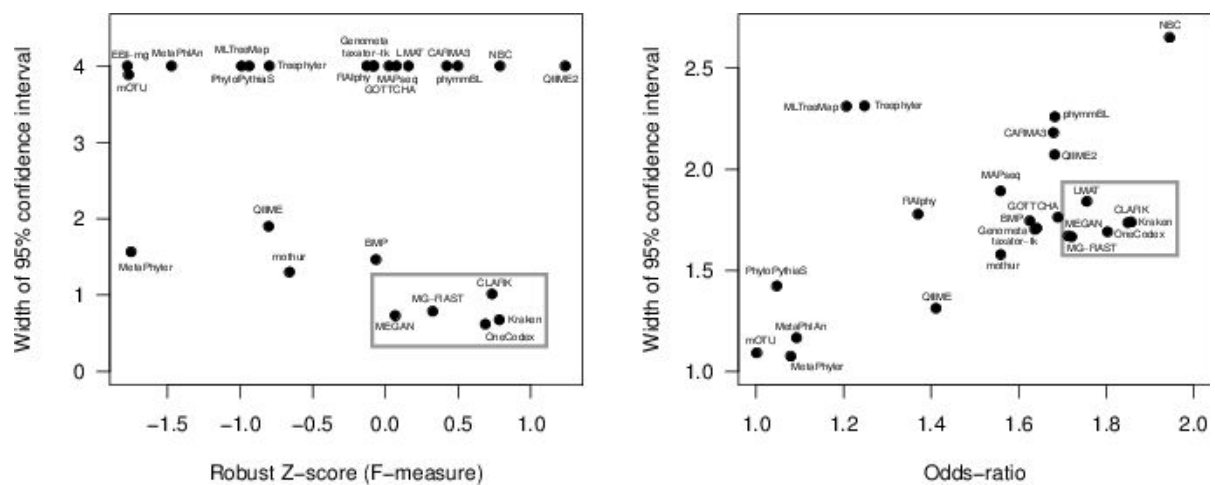 Width of 95% confidence interval
4
3
2
1
0
EBI-mg
mOTU
MetaPhlAn
MLTreeMap
PhyloPythiaS
Treephyler
Genometa
taxator-tk
LMAT
CARMA3
NBC
RAIphy
MAPseq
GOTTCHA
phymmBL
QIIME2
QIIME
MetaPhyler
mothur
BMP
CLARK
MG-RAST
MEGAN
Kraken
OneCodex
-1.5
-1.0
-0.5
0.0
0.5
1.0
Robust Z-score (F-measure)
Width of 95% confidence interval
2.5
2.0
1.5
1.0
NBC
MLTreeMap
Treephyler
phymmBL
CARMA3
QIIME2
MAPseq
LMAT
RAIphy
GOTTCHA
CLARK
BMP
MEGAN
Kraken
Genometa
OneCodex
taxator-tk
MG-RAST
mothur
PhyloPythiaS
QIIME
MetaPhlAn
mOTU
MetaPhyler
1.0
1.2
1.4
1.6
1.8
2.0
Odds-ratio